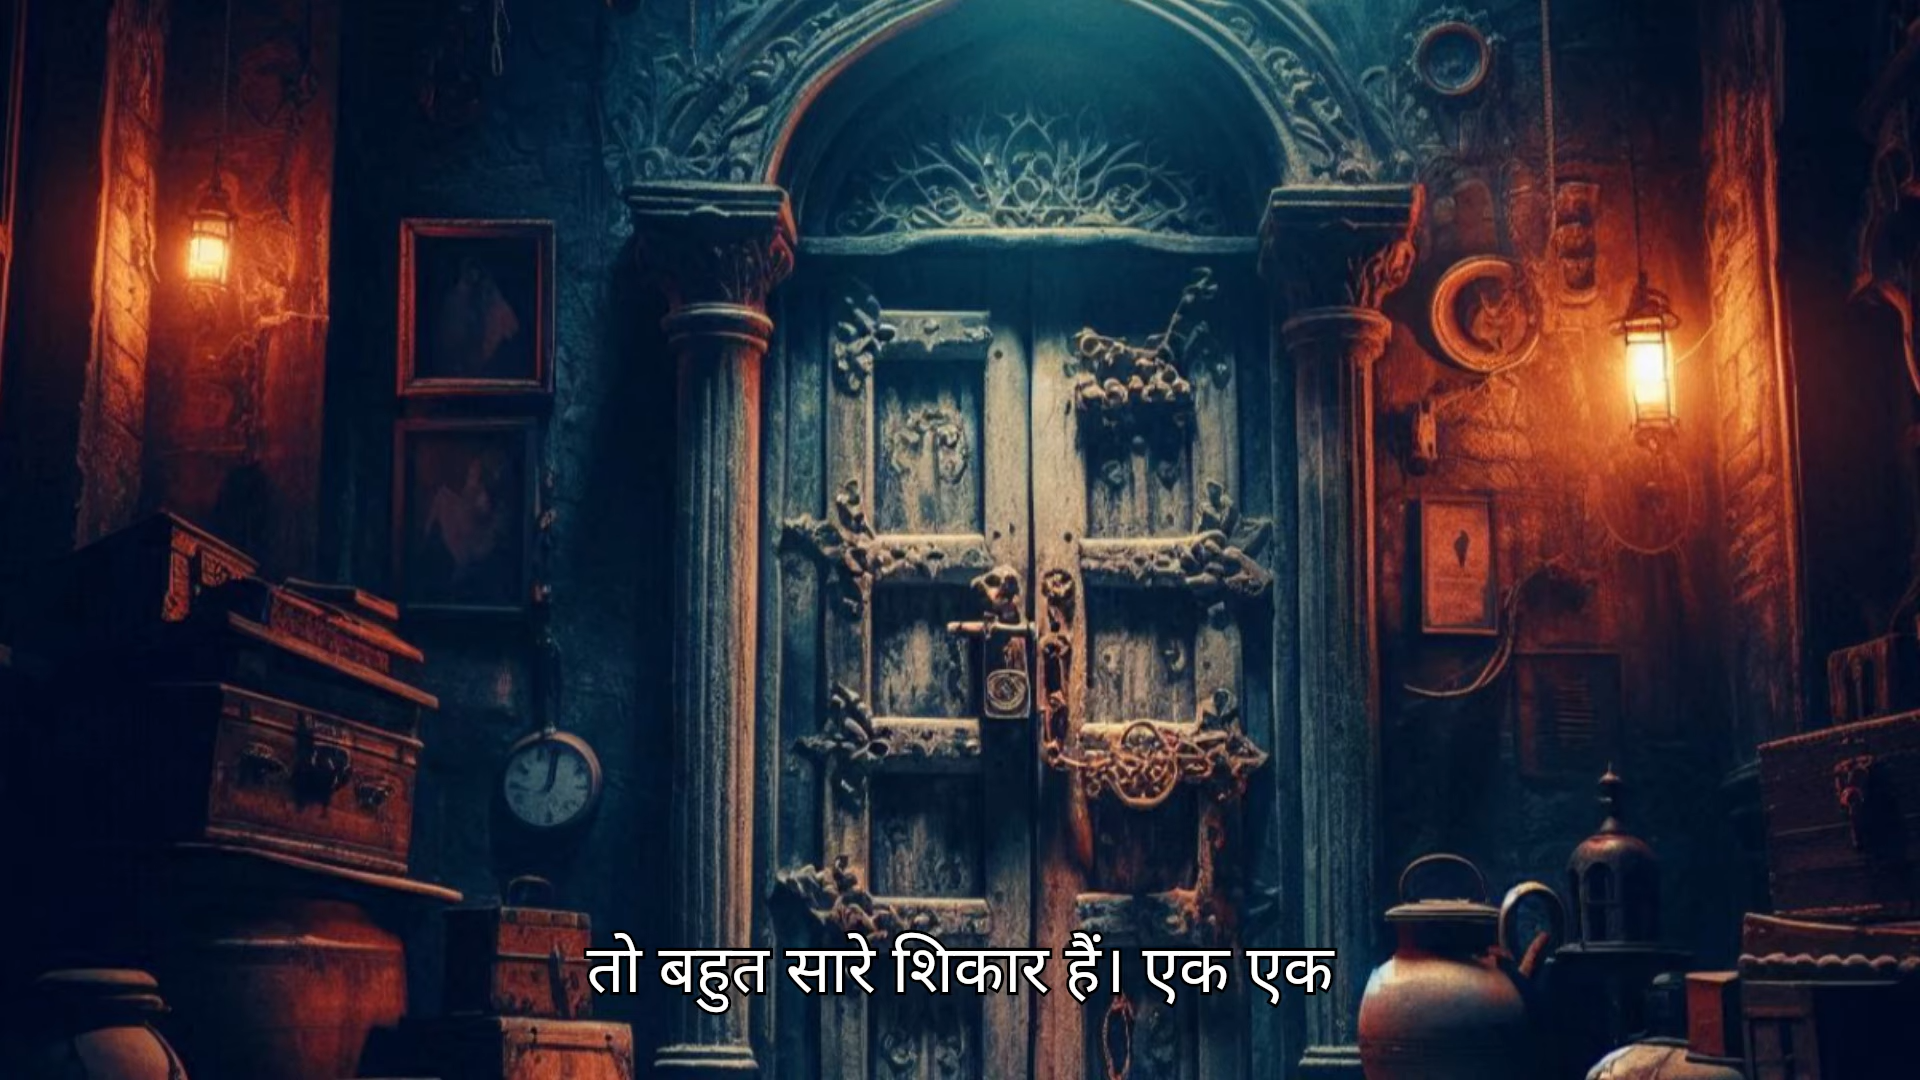 तो बहुत सारे शिकार हैं। एक एक